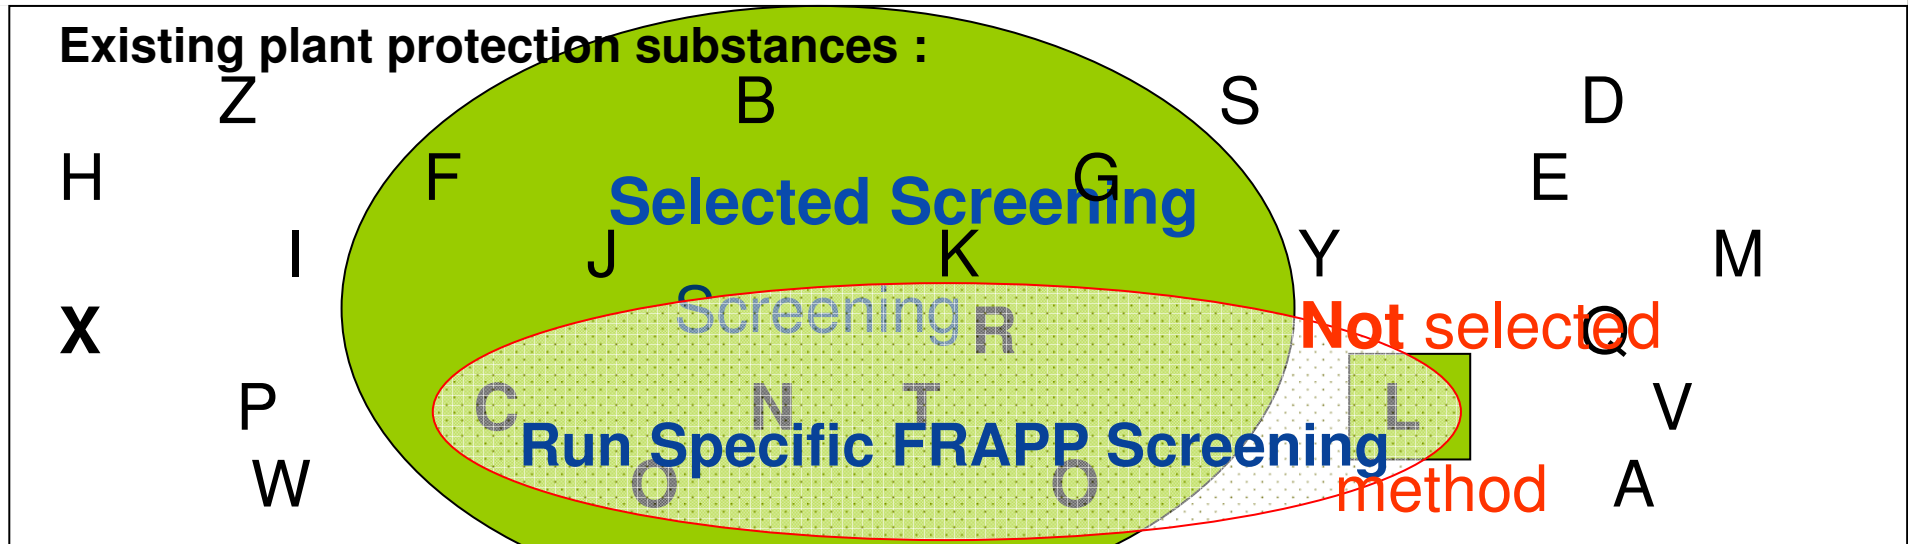 Existing plant protection substances :
Z B S D
H F G E
Selected Screening
I J K Y M
Screening R
X Not selected Q
P C N T L V
Run Specific FRAPP Screening
W O O method A